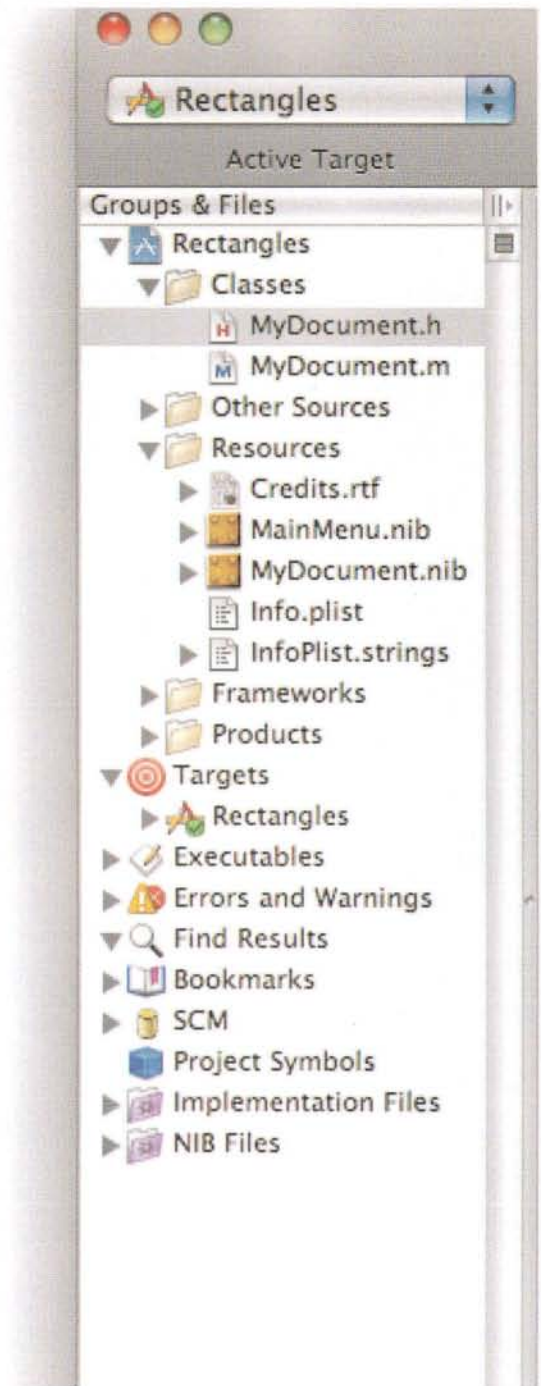 Rectangles
Active Target
Groups & Files
Rectangles
Classes
MyDocument.h
MyDocument.m
Other Sources
Resources
Credits.rtf
MainMenu.nib
MyDocument.nib
Info.plist
InfoPlist.strings
Frameworks
Products
Targets
Rectangles
Executables
Errors and Warnings
Find Results
Bookmarks
SCM
Project Symbols
Implementation Files
NIB Files